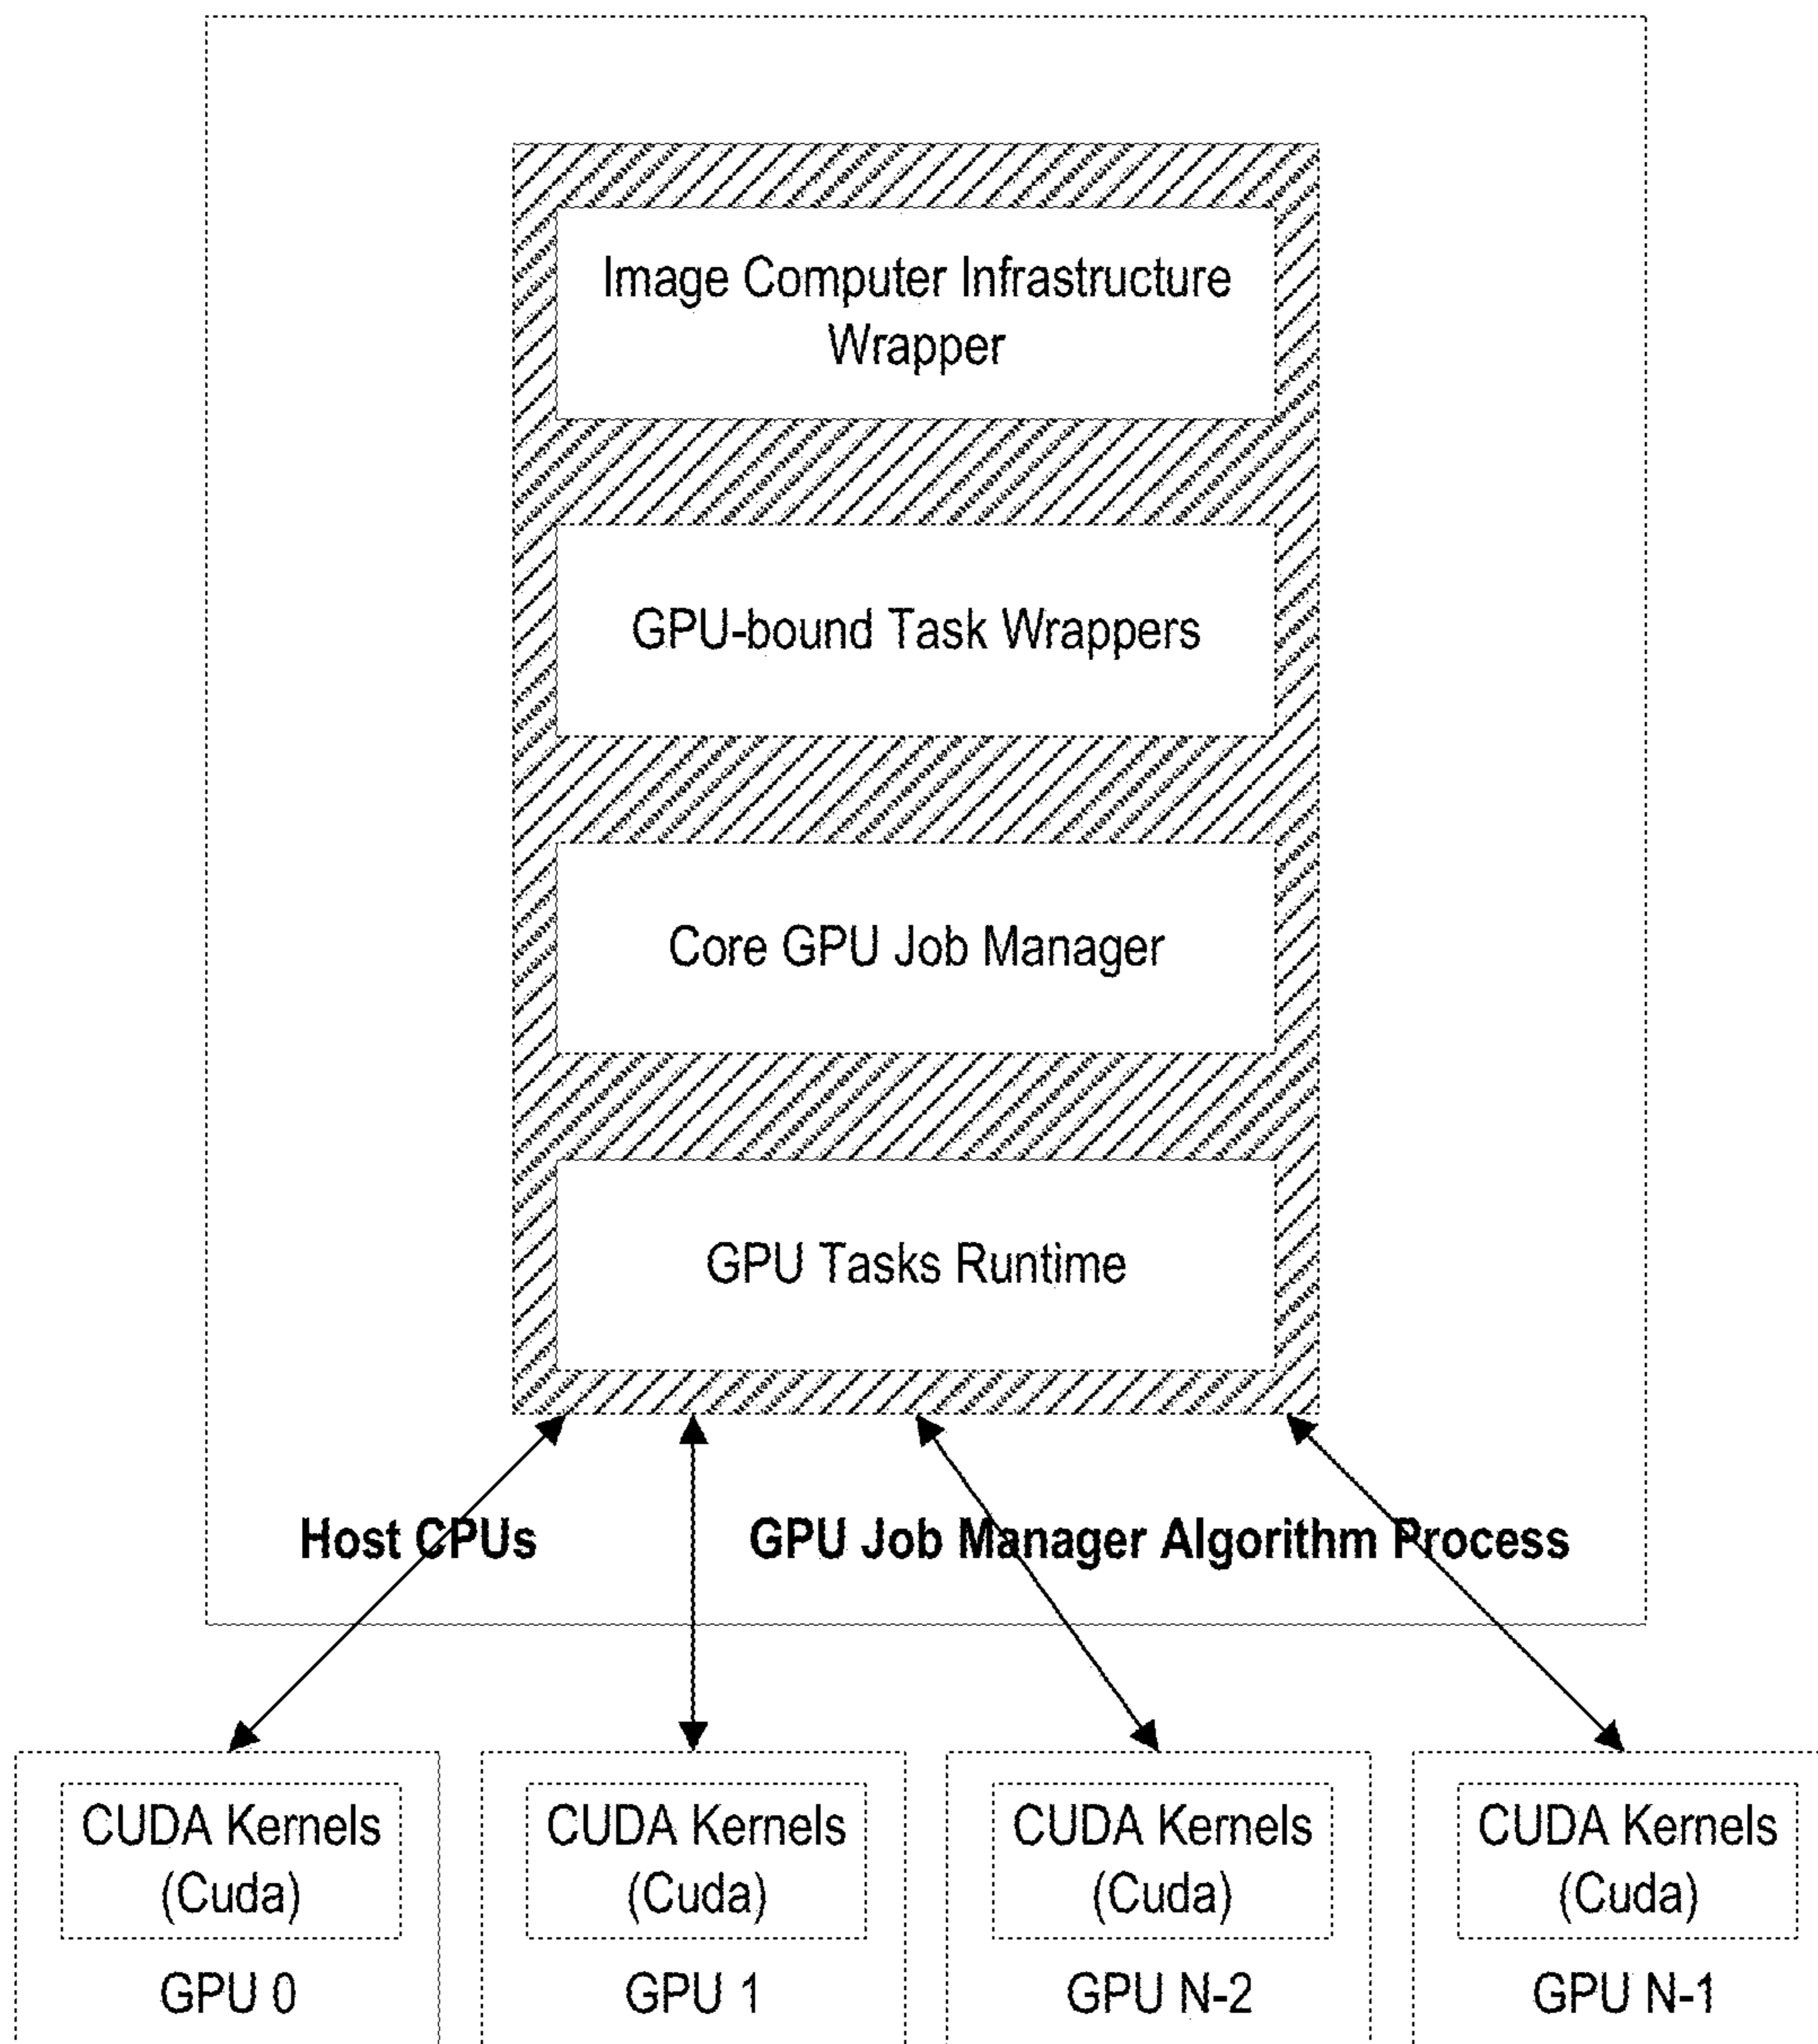 Image Computer Infrastructure
Wrapper
GPU-bound Task Wrappers
Core GPU Job Manager
GPU Tasks Runtime
Host CPUs
GPU Job Manager Algorithm Process
CUDA Kernels
(Cuda)
GPU 0
CUDA Kernels
(Cuda)
GPU 1
CUDA Kernels
(Cuda)
GPU N-2
CUDA Kernels
(Cuda)
GPU N-1